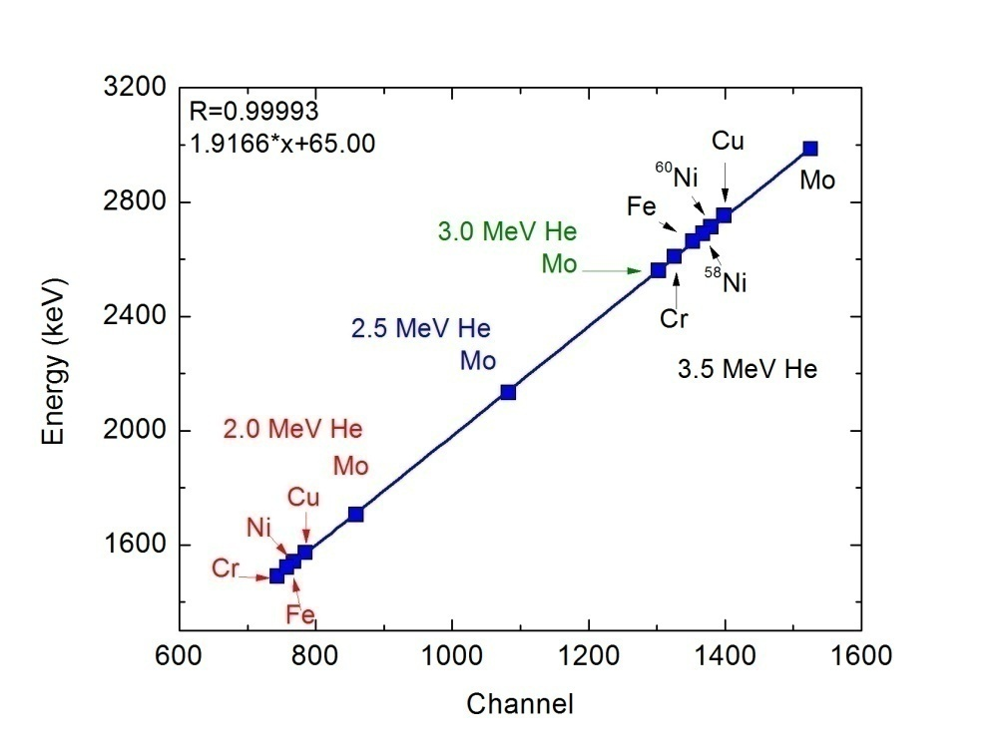 3200
R=0.99993
1.9166*x+65.00
Cu
60Ni
Mo
2800
Fe
3.0 MeV He
Mo
58Ni
Cr
2400
2.5 MeV He
Mo
3.5 MeV He
Energy (keV)
2000
2.0 MeV He
Mo
Cu
Ni
1600
Cr
Fe
600 800 1000 1200 1400 1600
Channel